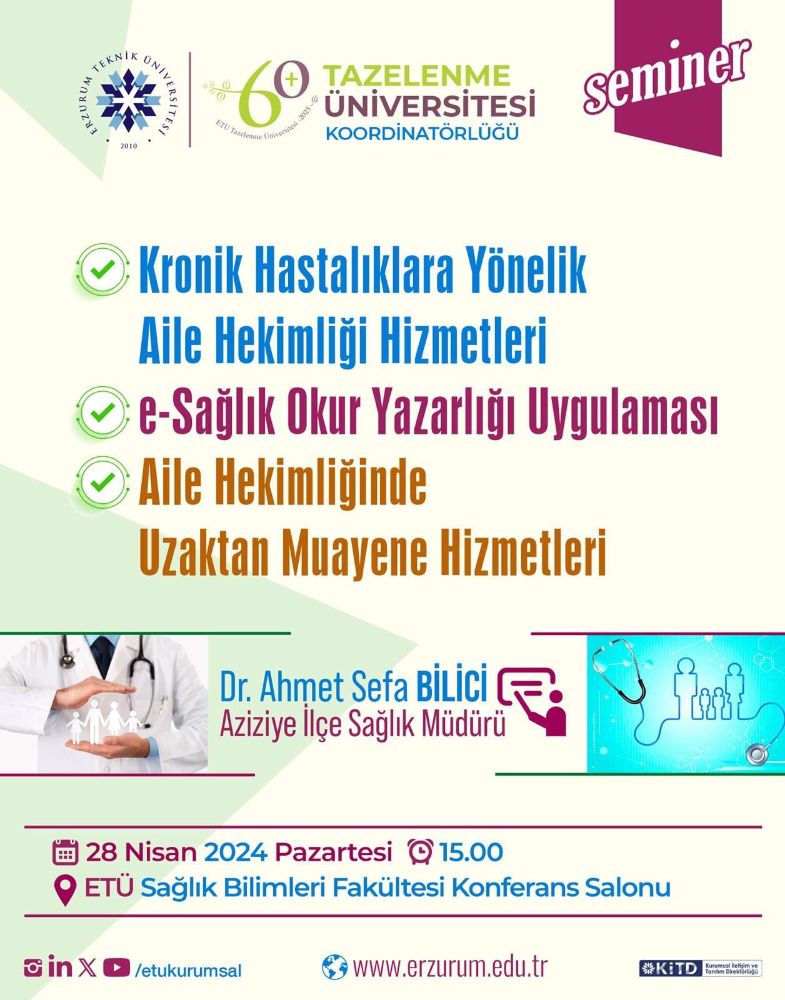 ERZURUM TEKNİK ÜNİVERSİTESİ
2010
60+
ETÜ Tazelenme Üniversitesi -2025
TAZELENME
ÜNİVERSİTESİ
KOORDİNATÖRLÜĞÜ
seminer
Kronik Hastalıklara Yönelik
Aile Hekimliği Hizmetleri
e-Sağlık Okur Yazarlığı Uygulaması
Aile Hekimliğinde
Uzaktan Muayene Hizmetleri
Dr. Ahmet Sefa BİLİCİ
Aziziye İlçe Sağlık Müdürü
28 Nisan 2024 Pazartesi 15.00
ETÜ Sağlık Bilimleri Fakültesi Konferans Salonu
/etukurumsal
www.erzurum.edu.tr
KİTD
Kurumsal İletişim ve
Tanıtım Direktörlüğü